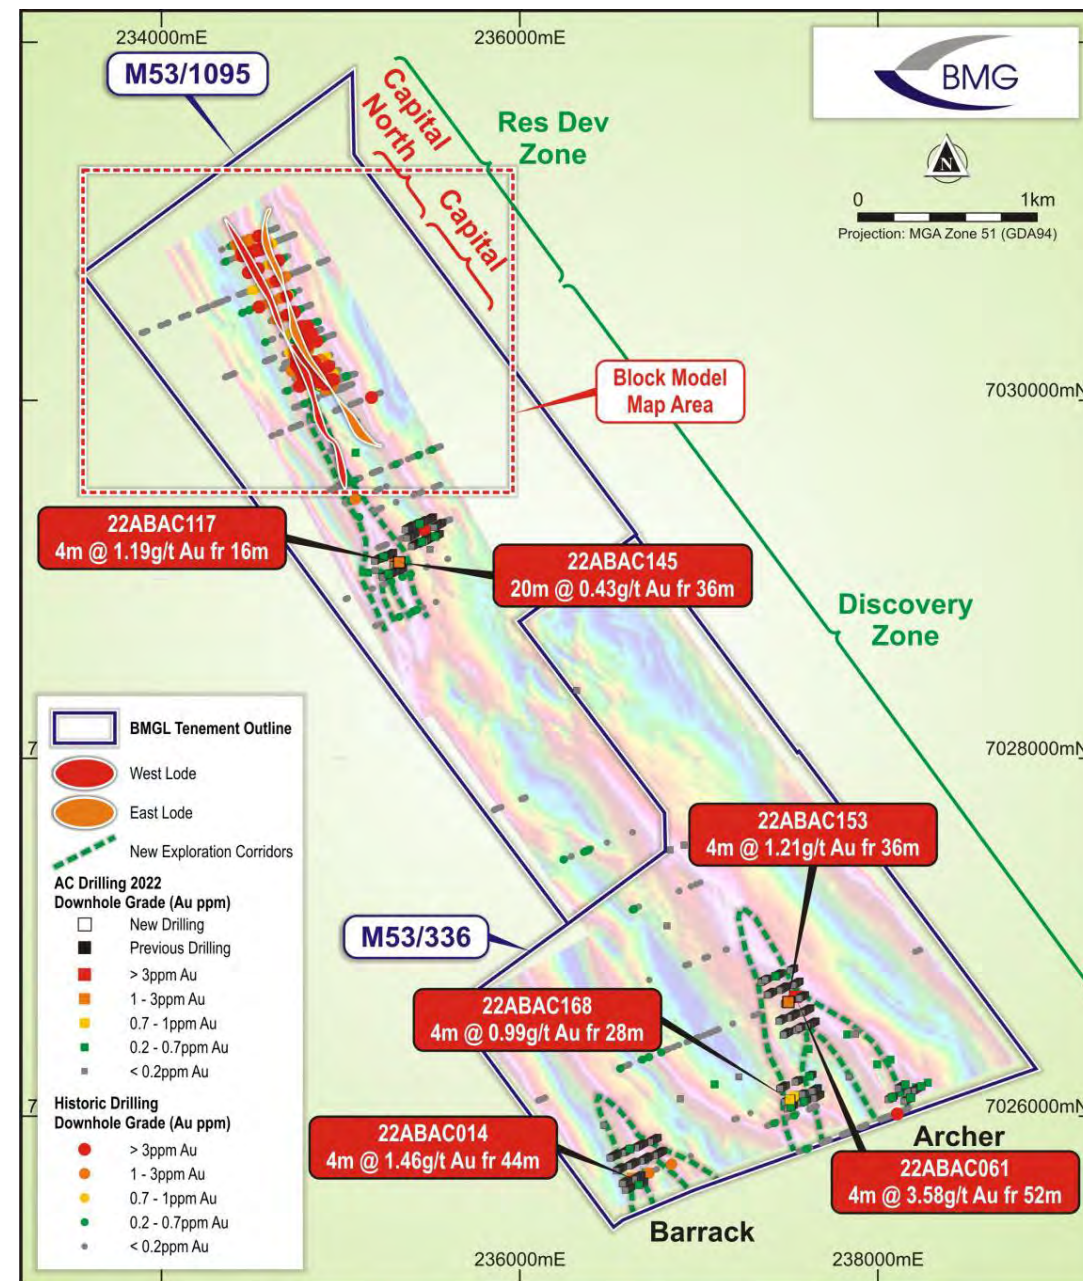 234000mE
236000mE
M53/1095
Capital
North
Capital
Res Dev
Zone
BMG
N
0
1km
Projection: MGA Zone 51 (GDA94)
Block Model
Map Area
7030000mN
22ABAC117
4m @ 1.19g/t Au fr 16m
22ABAC145
20m @ 0.43g/t Au fr 36m
Discovery
Zone
BMGL Tenement Outline
West Lode
East Lode
New Exploration Corridors
AC Drilling 2022
Downhole Grade (Au ppm)
New Drilling
Previous Drilling
> 3ppm Au
1 - 3ppm Au
0.7 - 1ppm Au
0.2 - 0.7ppm Au
< 0.2ppm Au
Historic Drilling
Downhole Grade (Au ppm)
> 3ppm Au
1 - 3ppm Au
0.7 - 1ppm Au
0.2 - 0.7ppm Au
< 0.2ppm Au
7
7028000mN
22ABAC153
4m @ 1.21g/t Au fr 36m
M53/336
22ABAC168
4m @ 0.99g/t Au fr 28m
7
7026000mN
22ABAC014
4m @ 1.46g/t Au fr 44m
Archer
22ABAC061
4m @ 3.58g/t Au fr 52m
Barrack
236000mE
238000mE